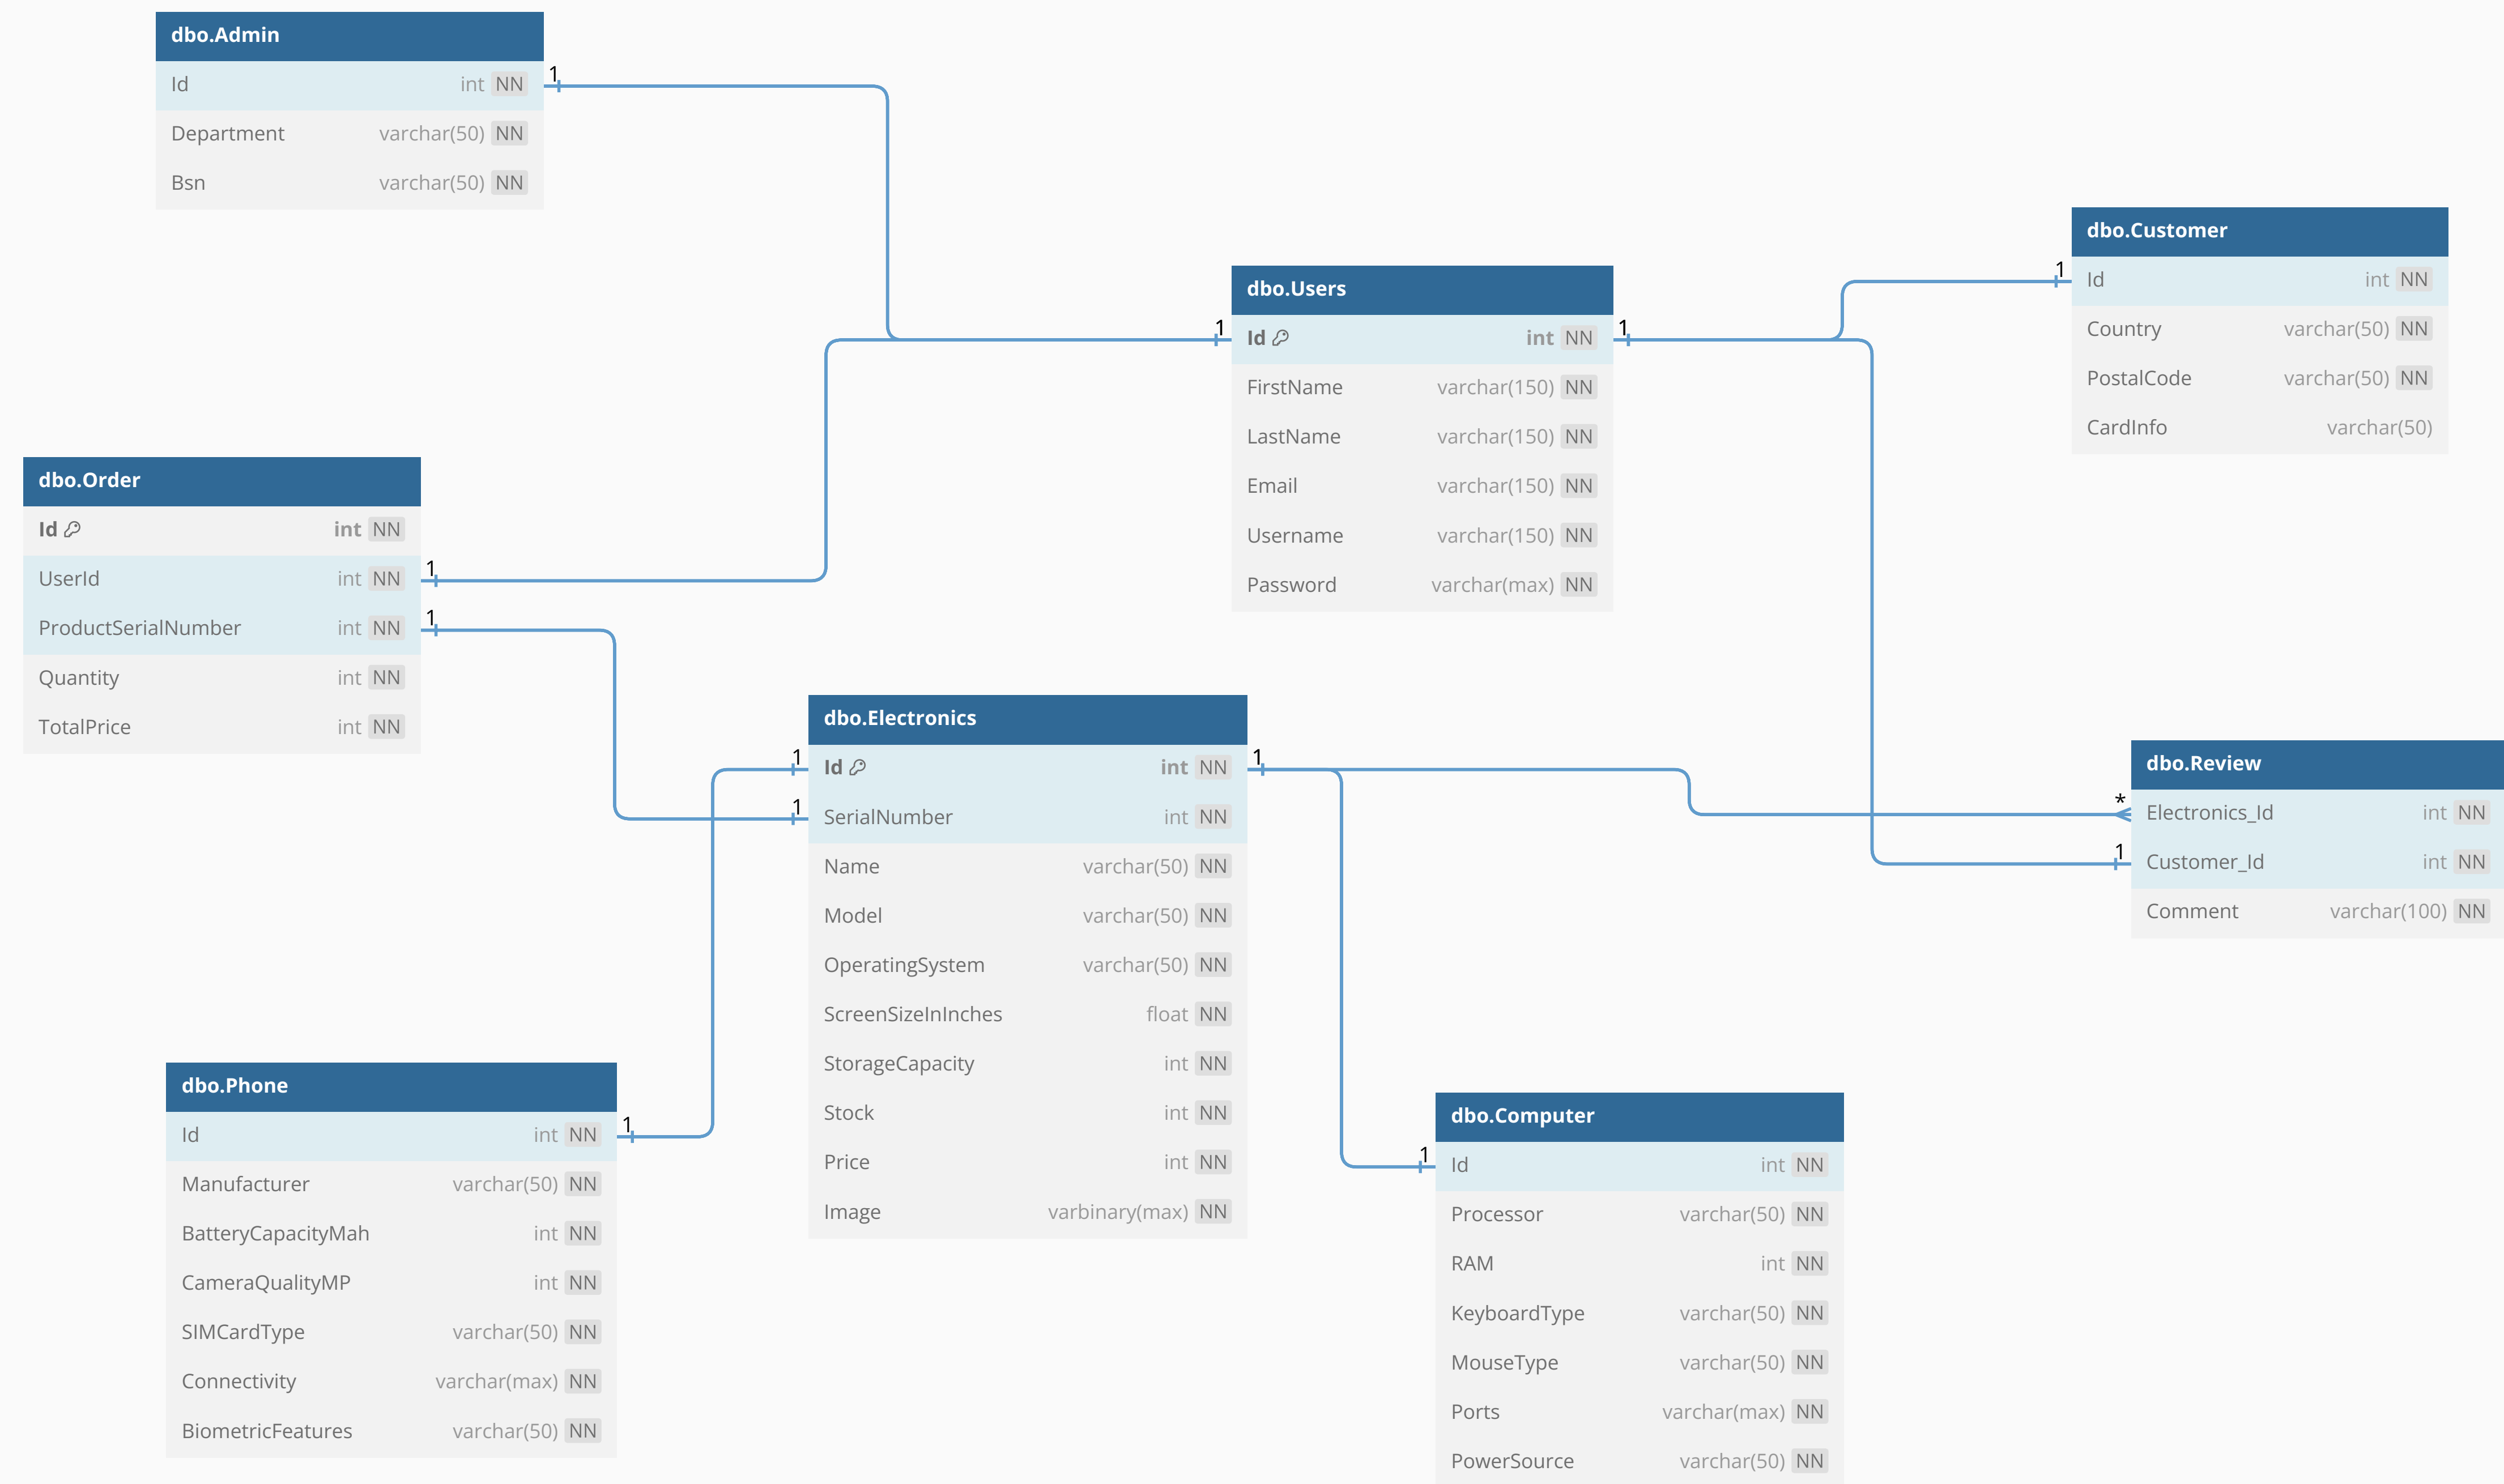 dbo.Admin
Id int NN
Department varchar(50) NN
Bsn varchar(50) NN
1
dbo.Customer
1
Id int NN
Country varchar(50) NN
PostalCode varchar(50) NN
CardInfo varchar(50)
dbo.Users
1
1
Id int NN
FirstName varchar(150) NN
LastName varchar(150) NN
Email varchar(150) NN
Username varchar(150) NN
Password varchar(max) NN
dbo.Order
Id int NN
UserId int NN
1
ProductSerialNumber int NN
1
Quantity int NN
TotalPrice int NN
dbo.Electronics
1
Id int NN
1
1
SerialNumber int NN
Name varchar(50) NN
Model varchar(50) NN
OperatingSystem varchar(50) NN
ScreenSizeInInches float NN
StorageCapacity int NN
Stock int NN
Price int NN
Image varbinary(max) NN
dbo.Review
*
Electronics_Id int NN
1
Customer_Id int NN
Comment varchar(100) NN
dbo.Phone
Id int NN
1
Manufacturer varchar(50) NN
BatteryCapacityMah int NN
CameraQualityMP int NN
SIMCardType varchar(50) NN
Connectivity varchar(max) NN
BiometricFeatures varchar(50) NN
dbo.Computer
1
Id int NN
Processor varchar(50) NN
RAM int NN
KeyboardType varchar(50) NN
MouseType varchar(50) NN
Ports varchar(max) NN
PowerSource varchar(50) NN